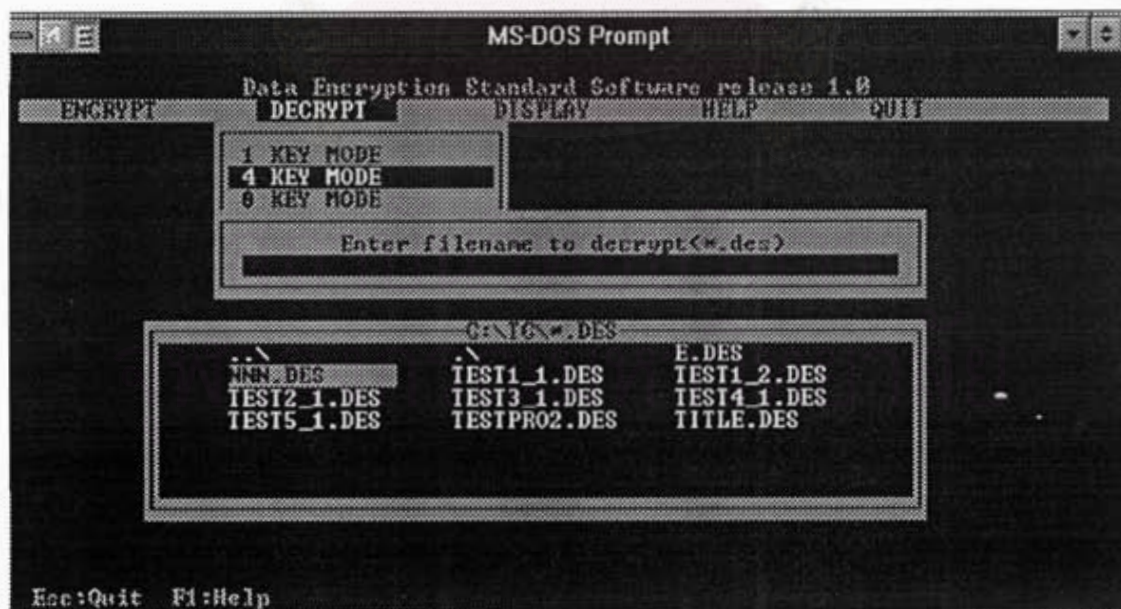 MS-DOS Prompt
Data Encryption Standard Software release 1.0
ENCRYPT DECRYPT DISPLAY HELP QUIT
1 KEY MODE
4 KEY MODE
8 KEY MODE
Enter filename to decrypt(*.des)
C:\TC\*.DES
..\ .\ E.DES
NNN.DES TEST1_1.DES TEST1_2.DES
TEST2_1.DES TEST3_1.DES TEST4_1.DES
TEST5_1.DES TESTPRO2.DES TITLE.DES
Esc:Quit F1:Help